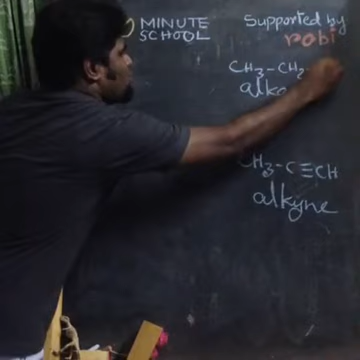 MINUTE
SCHOOL
Supported by
robi
CH3-CH2
CH3-C≡CH
alkyne